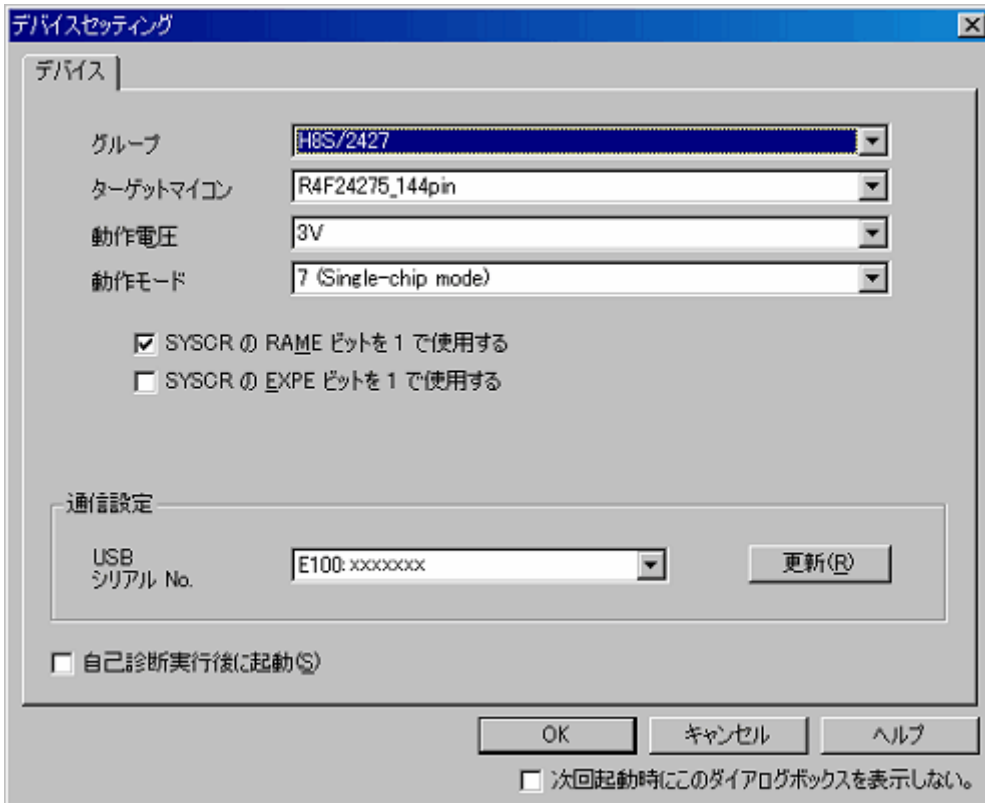 デバイスセッティング
デバイス
グループ H8S/2427
ターゲットマイコン R4F24275_144pin
動作電圧 3V
動作モード 7 (Single-chip mode)
SYSCR の RAME ビットを 1 で使用する
SYSCR の EXPE ビットを 1 で使用する
通信設定
USB
シリアル No. E100: xxxxxxx 更新(R)
自己診断実行後に起動(S)
OK キャンセル ヘルプ
次回起動時にこのダイアログボックスを表示しない。